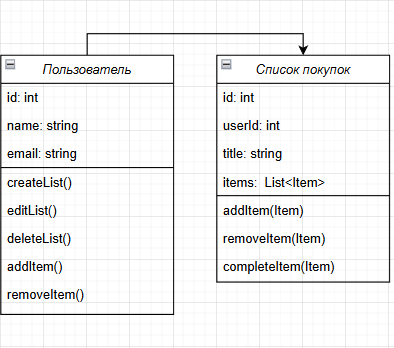 Пользователь
id: int
name: string
email: string
createList()
editList()
deleteList()
addItem()
removeItem()
Список покупок
id: int
userId: int
title: string
items:  List<Item>
addItem(Item)
removeItem(Item)
completeItem(Item)